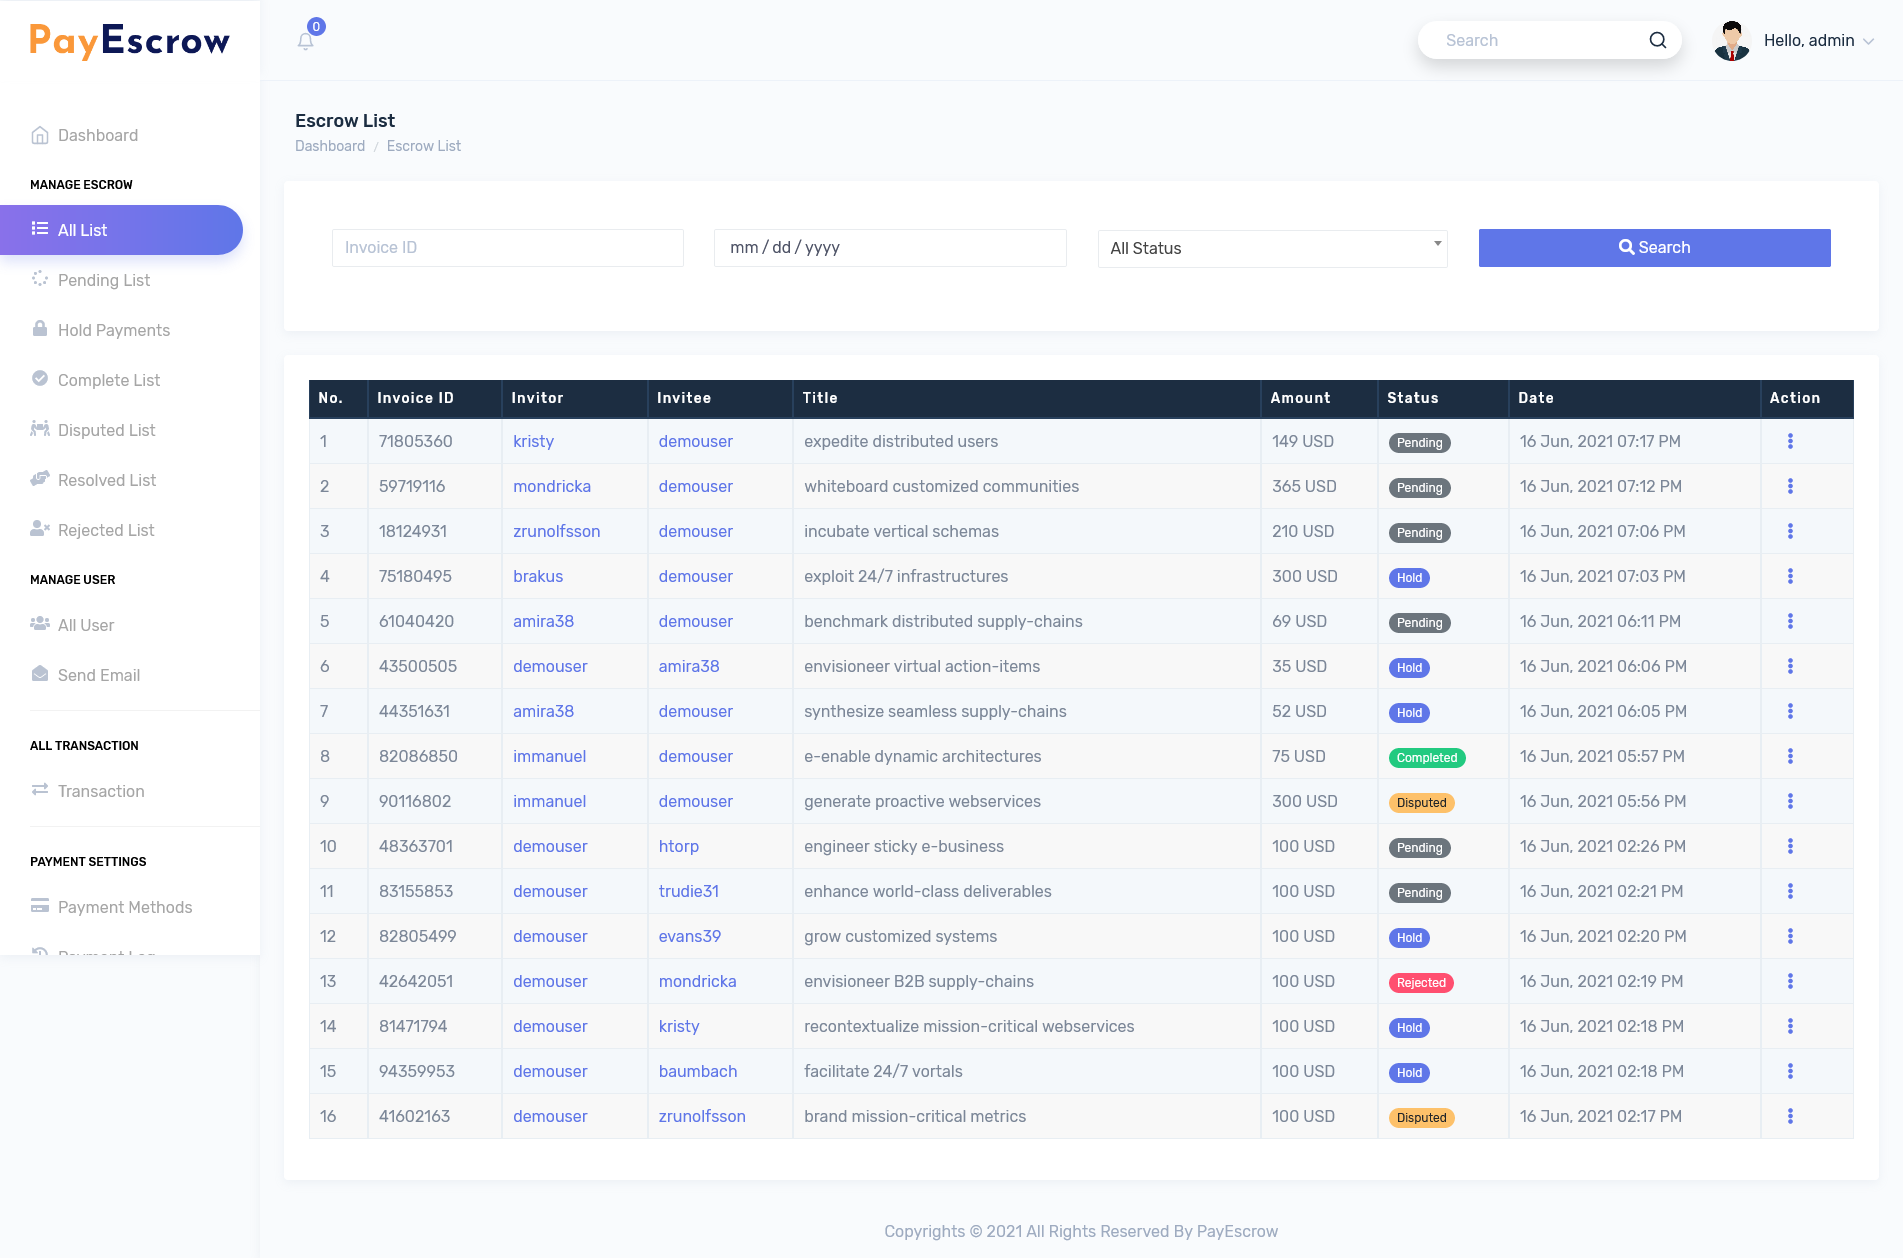 PayEscrow
0
Search
Hello, admin
Dashboard
MANAGE ESCROW
All List
Pending List
Hold Payments
Complete List
Disputed List
Resolved List
Rejected List
MANAGE USER
All User
Send Email
ALL TRANSACTION
Transaction
PAYMENT SETTINGS
Payment Methods
Escrow List
Dashboard / Escrow List
Invoice ID mm / dd / yyyy All Status Search
No. Invoice ID Invitor Invitee Title Amount Status Date Action
1 71805360 kristy demouser expedite distributed users 149 USD Pending 16 Jun, 2021 07:17 PM
2 59719116 mondricka demouser whiteboard customized communities 365 USD Pending 16 Jun, 2021 07:12 PM
3 18124931 zrunolfsson demouser incubate vertical schemas 210 USD Pending 16 Jun, 2021 07:06 PM
4 75180495 brakus demouser exploit 24/7 infrastructures 300 USD Hold 16 Jun, 2021 07:03 PM
5 61040420 amira38 demouser benchmark distributed supply-chains 69 USD Pending 16 Jun, 2021 06:11 PM
6 43500505 demouser amira38 envisioneer virtual action-items 35 USD Hold 16 Jun, 2021 06:06 PM
7 44351631 amira38 demouser synthesize seamless supply-chains 52 USD Hold 16 Jun, 2021 06:05 PM
8 82086850 immanuel demouser e-enable dynamic architectures 75 USD Completed 16 Jun, 2021 05:57 PM
9 90116802 immanuel demouser generate proactive webservices 300 USD Disputed 16 Jun, 2021 05:56 PM
10 48363701 demouser htorp engineer sticky e-business 100 USD Pending 16 Jun, 2021 02:26 PM
11 83155853 demouser trudie31 enhance world-class deliverables 100 USD Pending 16 Jun, 2021 02:21 PM
12 82805499 demouser evans39 grow customized systems 100 USD Hold 16 Jun, 2021 02:20 PM
13 42642051 demouser mondricka envisioneer B2B supply-chains 100 USD Rejected 16 Jun, 2021 02:19 PM
14 81471794 demouser kristy recontextualize mission-critical webservices 100 USD Hold 16 Jun, 2021 02:18 PM
15 94359953 demouser baumbach facilitate 24/7 vortals 100 USD Hold 16 Jun, 2021 02:18 PM
16 41602163 demouser zrunolfsson brand mission-critical metrics 100 USD Disputed 16 Jun, 2021 02:17 PM
Copyrights © 2021 All Rights Reserved By PayEscrow